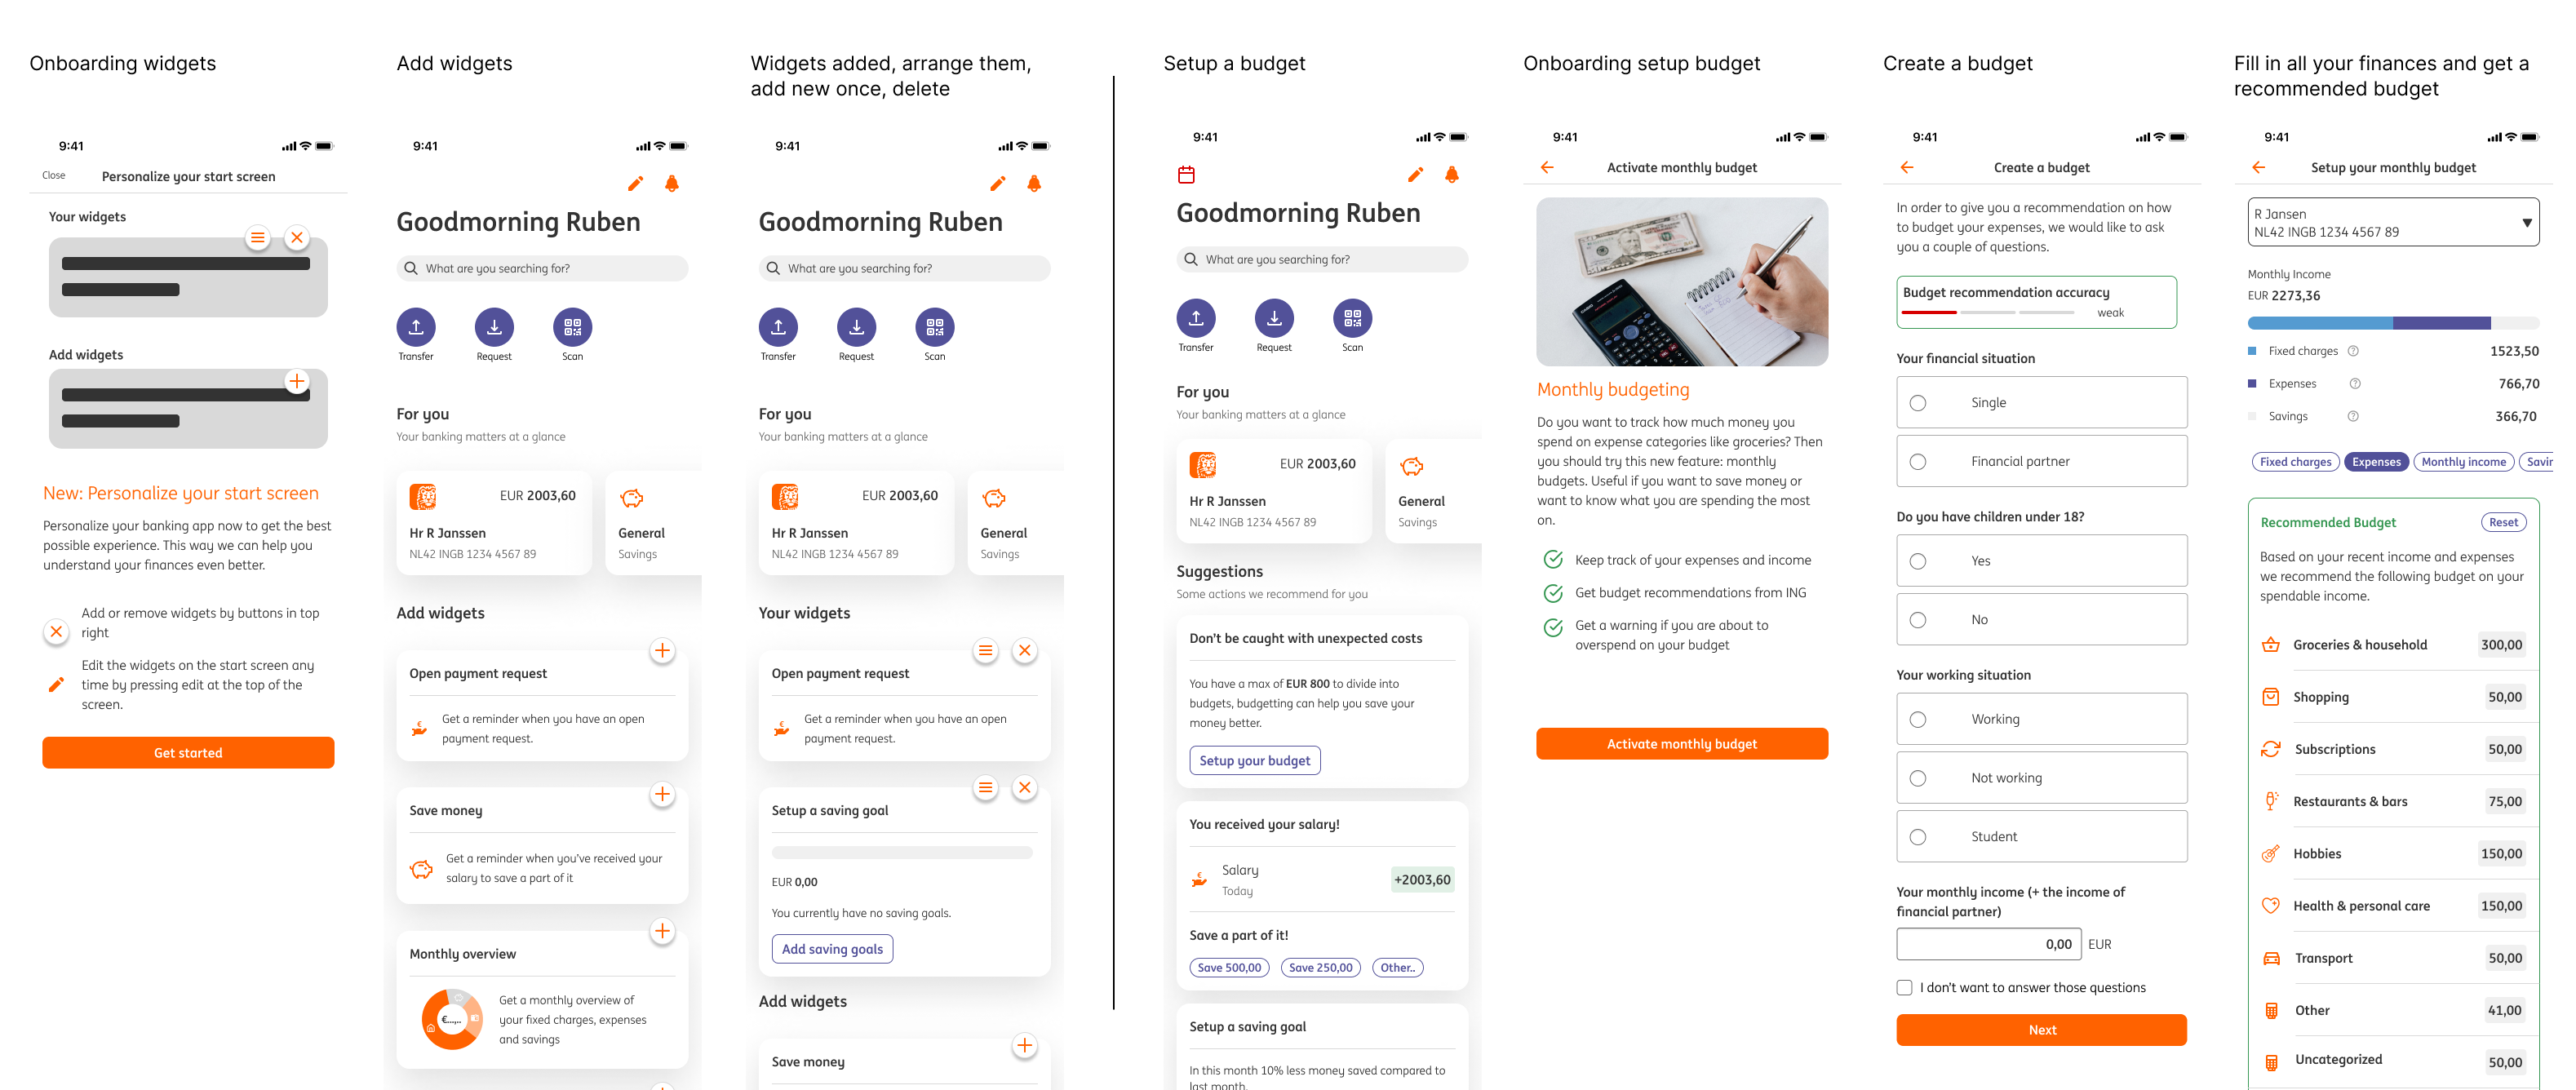 Onboarding widgets
9:41
Close
Personalize your start screen
Your widgets
Add widgets
New: Personalize your start screen
Personalize your banking app now to get the best
possible experience. This way we can help you
understand your finances even better.
Add or remove widgets by buttons in top
right
Edit the widgets on the start screen any
time by pressing edit at the top of the
screen.
Get started
Add widgets
9:41
Goodmorning Ruben
What are you searching for?
Transfer
Request
Scan
For you
Your banking matters at a glance
EUR 2003,60
Hr R Janssen
NL42 INGB 1234 4567 89
General
Savings
Add widgets
Open payment request
Get a reminder when you have an open
payment request.
Save money
Get a reminder when you've received your
salary to save a part of it
Monthly overview
€...,..
Get a monthly overview of
your fixed charges, expenses
and savings
Widgets added, arrange them,
add new once, delete
9:41
Goodmorning Ruben
What are you searching for?
Transfer
Request
Scan
For you
Your banking matters at a glance
EUR 2003,60
Hr R Janssen
NL42 INGB 1234 4567 89
General
Savings
Your widgets
Open payment request
Get a reminder when you have an open
payment request.
Setup a saving goal
EUR 0,00
You currently have no saving goals.
Add saving goals
Add widgets
Save money
Setup a budget
9:41
Goodmorning Ruben
What are you searching for?
Transfer
Request
Scan
For you
Your banking matters at a glance
EUR 2003,60
Hr R Janssen
NL42 INGB 1234 4567 89
General
Savings
Suggestions
Some actions we recommend for you
Don't be caught with unexpected costs
You have a max of EUR 800 to divide into
budgets, budgetting can help you save your
money better.
Setup your budget
You received your salary!
Salary
Today
+2003,60
Save a part of it!
Save 500,00
Save 250,00
Other..
Setup a saving goal
In this month 10% less money saved compared to
last month.
Onboarding setup budget
9:41
Activate monthly budget
Monthly budgeting
Do you want to track how much money you
spend on expense categories like groceries? Then
you should try this new feature: monthly
budgets. Useful if you want to save money or
want to know what you are spending the most
on.
Keep track of your expenses and income
Get budget recommendations from ING
Get a warning if you are about to
overspend on your budget
Activate monthly budget
Create a budget
9:41
Create a budget
In order to give you a recommendation on how
to budget your expenses, we would like to ask
you a couple of questions.
Budget recommendation accuracy
weak
Your financial situation
Single
Financial partner
Do you have children under 18?
Yes
No
Your working situation
Working
Not working
Student
Your monthly income (+ the income of
financial partner)
0,00 EUR
I don't want to answer those questions
Next
Fill in all your finances and get a
recommended budget
9:41
Setup your monthly budget
R Jansen
NL42 INGB 1234 4567 89
Monthly Income
EUR 2273,36
Fixed charges ? 1523,50
Expenses ? 766,70
Savings ? 366,70
Fixed charges
Expenses
Monthly income
Savin
Recommended Budget
Reset
Based on your recent income and expenses
we recommend the following budget on your
spendable income.
Groceries & household 300,00
Shopping 50,00
Subscriptions 50,00
Restaurants & bars 75,00
Hobbies 150,00
Health & personal care 150,00
Transport 50,00
Other 41,00
Uncategorized 50,00